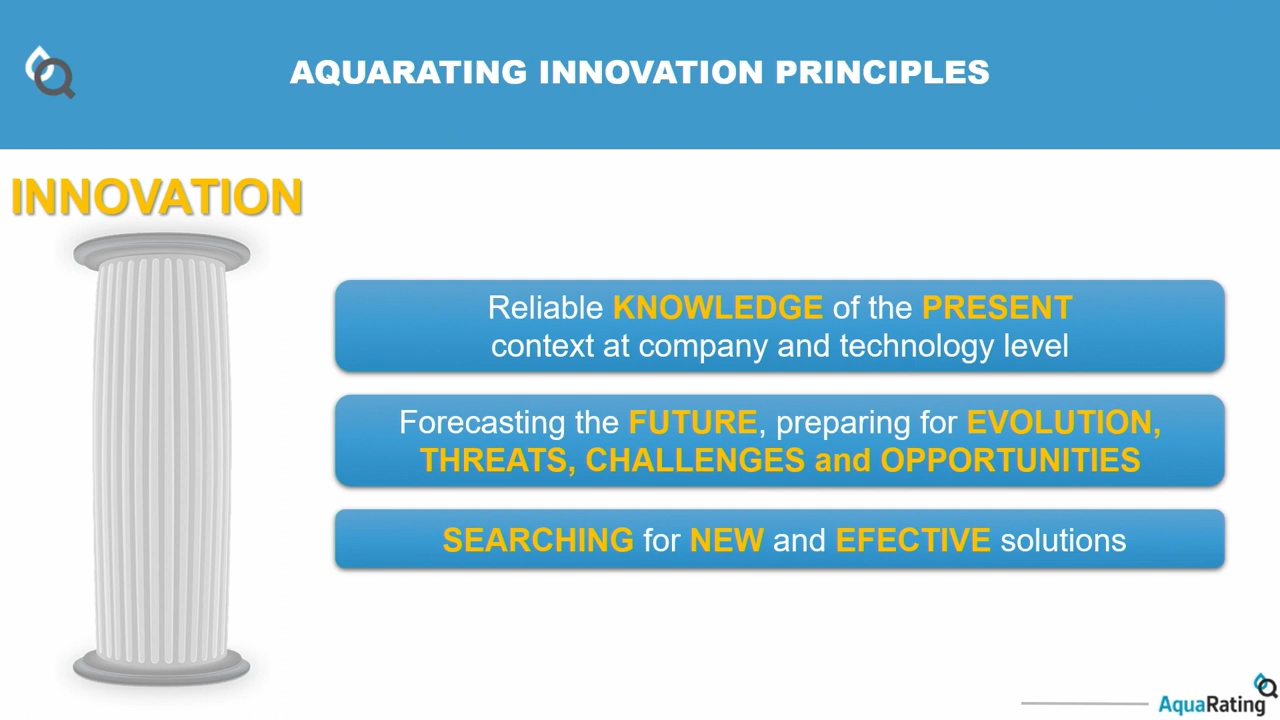 AQUARATING INNOVATION PRINCIPLES
INNOVATION
Reliable KNOWLEDGE of the PRESENT
context at company and technology level
Forecasting the FUTURE, preparing for EVOLUTION,
THREATS, CHALLENGES and OPPORTUNITIES
SEARCHING for NEW and EFECTIVE solutions
AquaRating